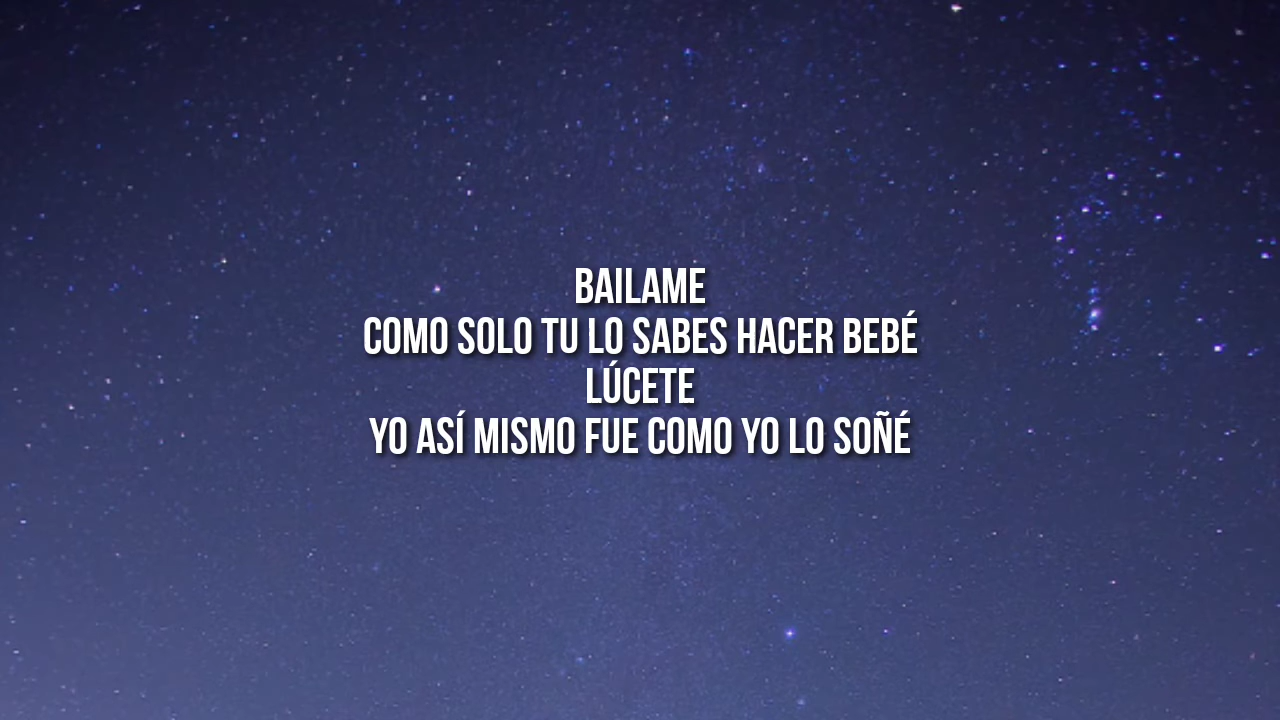 BAILAME
COMO SOLO TU LO SABES HACER BEBÉ
LÚCETE
YO ASÍ MISMO FUE COMO YO LO SOÑÉ